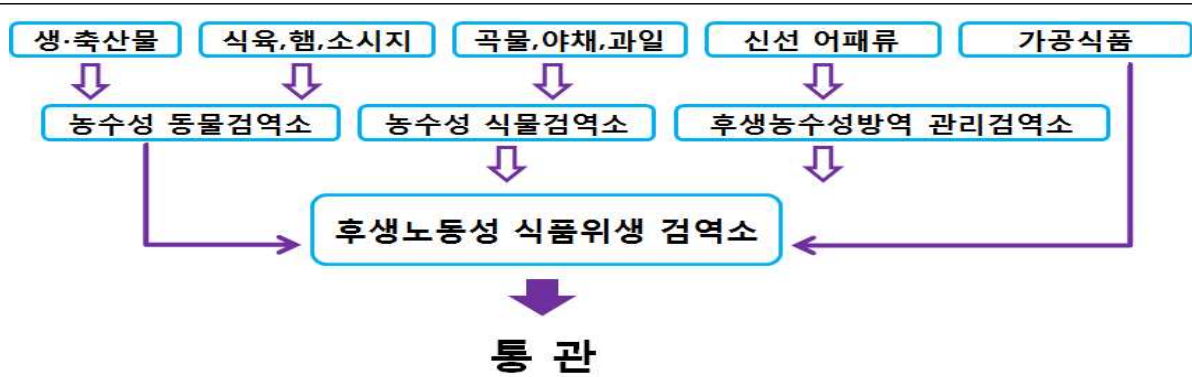 생·축산물 식육,햄,소시지 곡물,야채,과일 신선 어패류 가공식품
농수성 동물검역소 농수성 식물검역소 후생농수성방역 관리검역소
후생노동성 식품위생 검역소
통 관